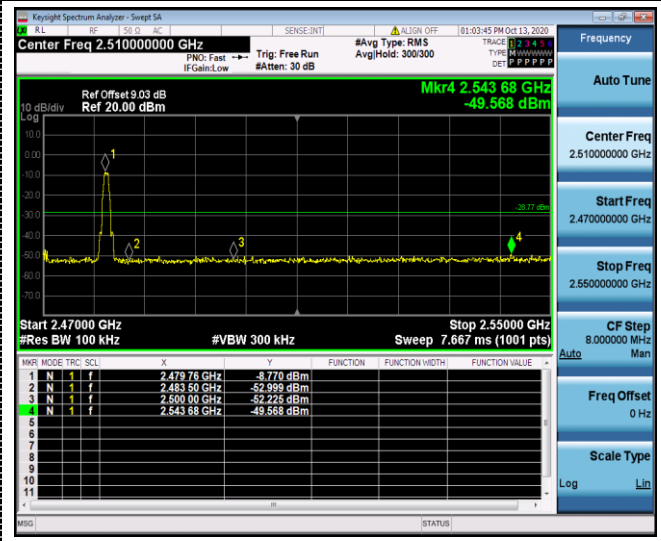 Keysight Spectrum Analyzer - Swept SA
RL RF 50 Ω AC SENSE:INT ALIGN OFF 01:03:45 PM Oct 13, 2020
Center Freq 2.510000000 GHz
PNO: Fast
IFGain:Low
Trig: Free Run
#Atten: 30 dB
#Avg Type: RMS
Avg|Hold: 300/300
TRACE 1 2 3 4 5 6
TYPE M W W W W W
DET P P P P P P
Mkr4 2.543 68 GHz
-49.568 dBm
Ref Offset 9.03 dB
10 dB/div Ref 20.00 dBm
Log
10.0
0.00
-10.0
-20.0
-30.0
-40.0
-50.0
-60.0
-70.0
1
2
3
4
-28.77 dBm
Start 2.47000 GHz Stop 2.55000 GHz
#Res BW 100 kHz #VBW 300 kHz Sweep 7.667 ms (1001 pts)
MKR MODE TRC SCL X Y FUNCTION FUNCTION WIDTH FUNCTION VALUE
1 N 1 f 2.479 76 GHz -8.770 dBm
2 N 1 f 2.483 50 GHz -52.999 dBm
3 N 1 f 2.500 00 GHz -52.225 dBm
4 N 1 f 2.543 68 GHz -49.568 dBm
5
6
7
8
9
10
11
MSG STATUS
Frequency
Auto Tune
Center Freq
2.510000000 GHz
Start Freq
2.470000000 GHz
Stop Freq
2.550000000 GHz
CF Step
8.000000 MHz
Auto Man
Freq Offset
0 Hz
Scale Type
Log Lin